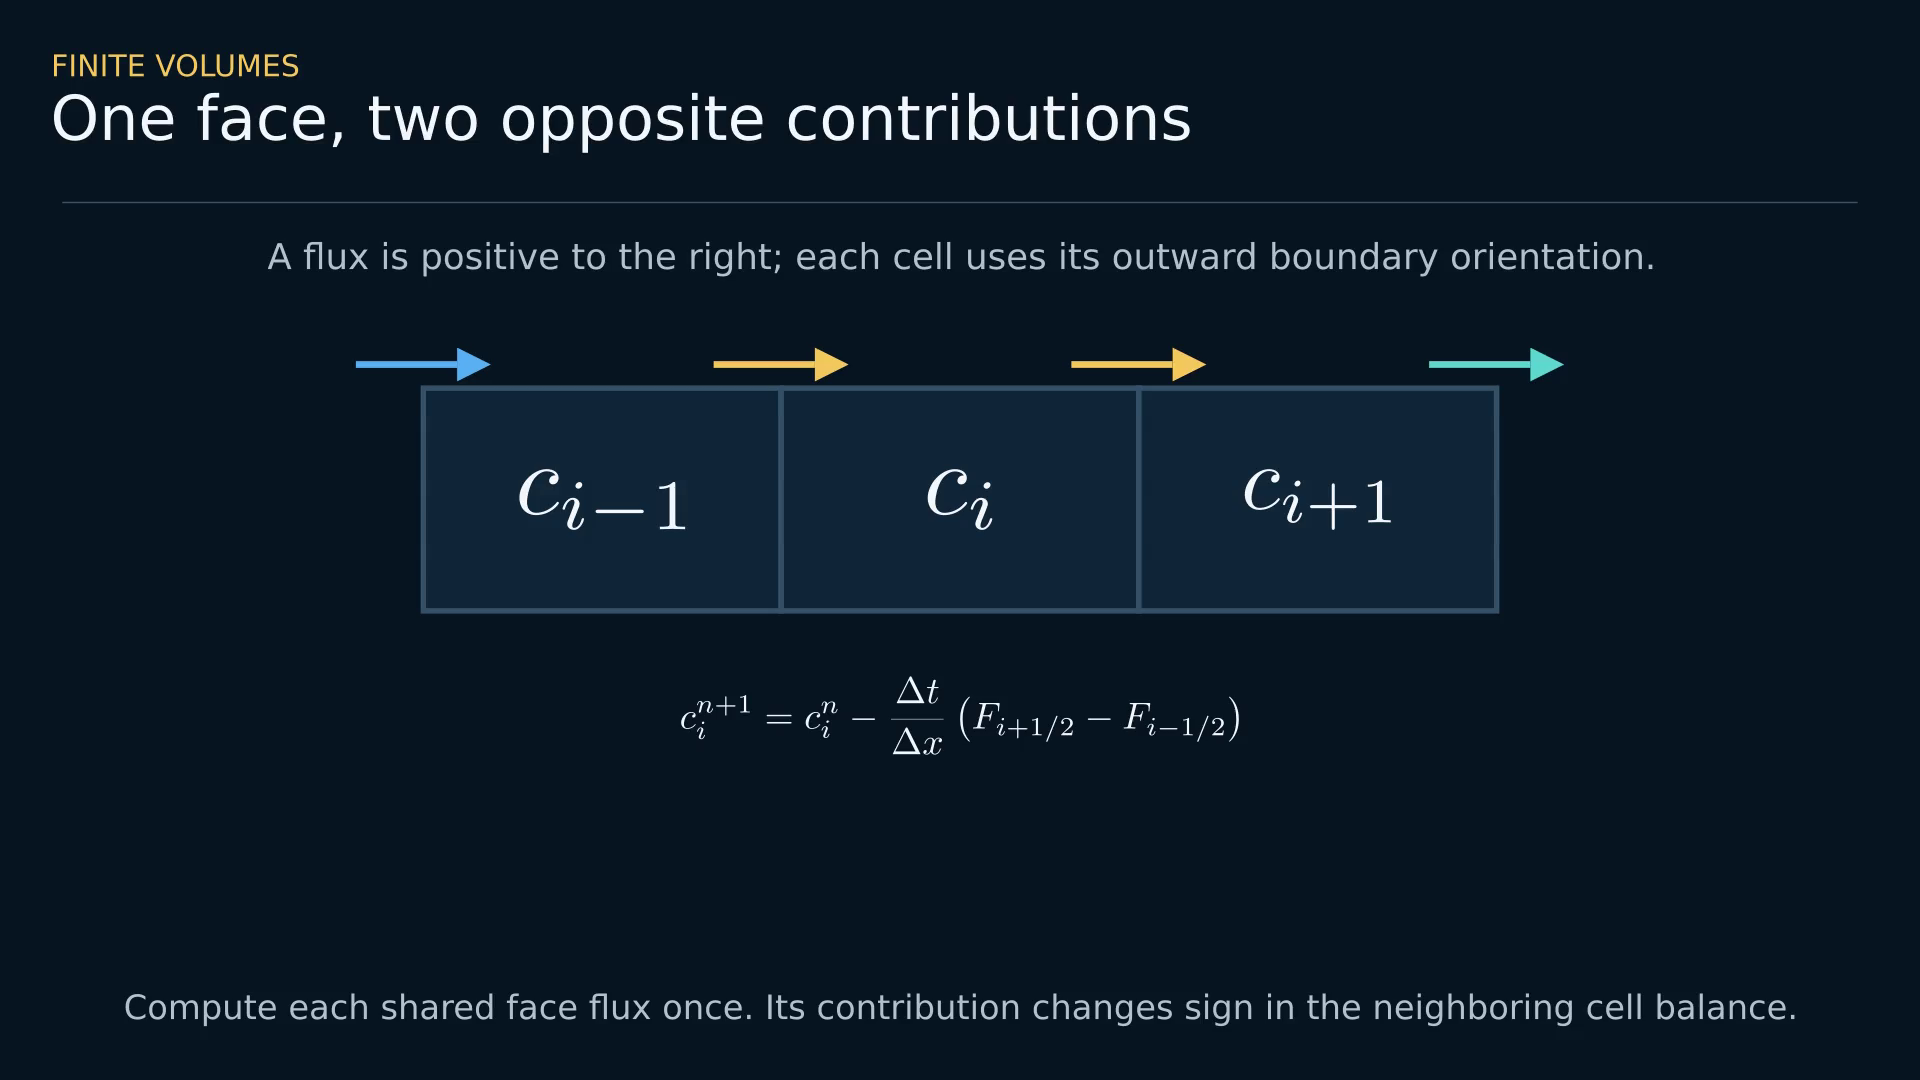 FINITE VOLUMES
One face, two opposite contributions
A flux is positive to the right; each cell uses its outward boundary orientation.
c_{i−1} c_i c_{i+1}
c_i^{n+1} = c_i^n − \frac{Δt}{Δx} (F_{i+1/2} − F_{i−1/2})
Compute each shared face flux once. Its contribution changes sign in the neighboring cell balance.